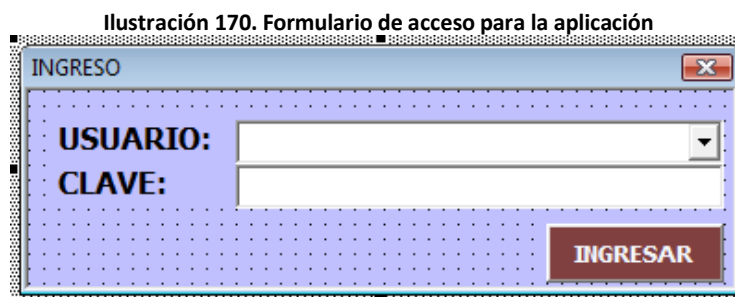 Ilustración 170. Formulario de acceso para la aplicación
INGRESO
USUARIO:
CLAVE:
INGRESAR